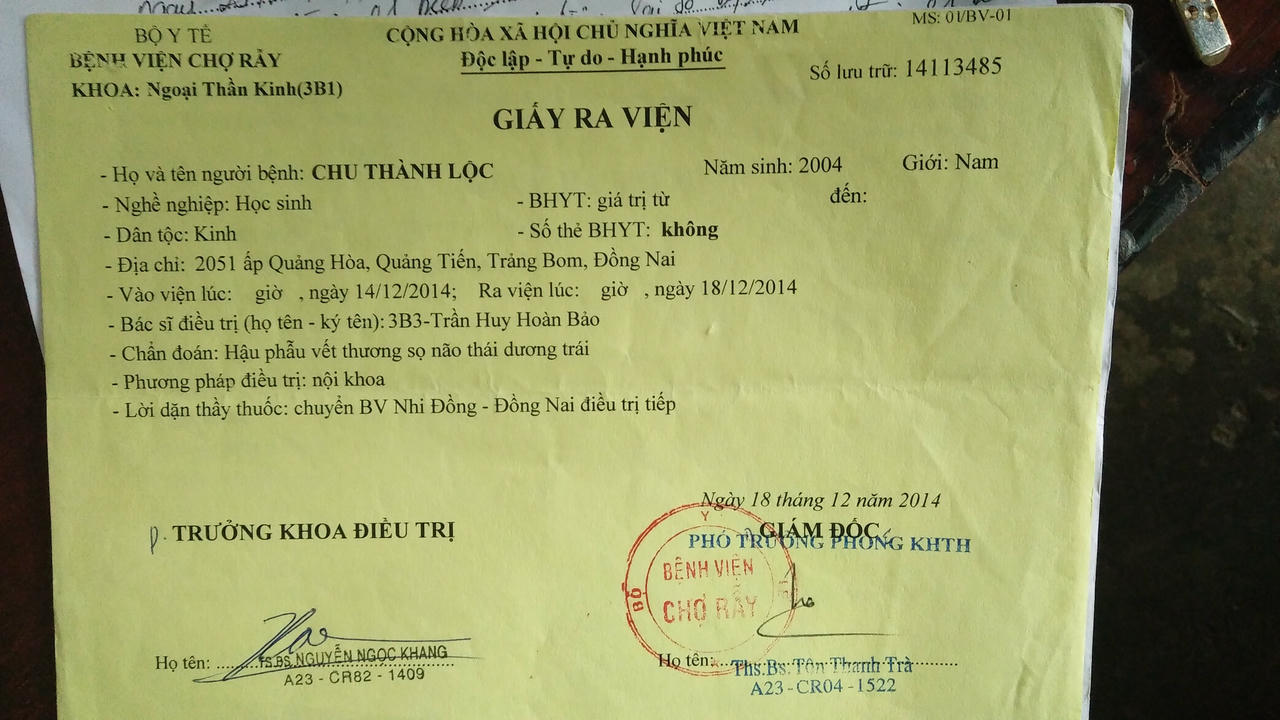 BỘ Y TẾ
CỘNG HÒA XÃ HỘI CHỦ NGHĨA VIỆT NAM
MS: 01/BV-01
BỆNH VIỆN CHỢ RẪY
Độc lập - Tự do - Hạnh phúc
Số lưu trữ: 14113485
KHOA: Ngoại Thần Kinh(3B1)
GIẤY RA VIỆN
- Họ và tên người bệnh: CHU THÀNH LỘC Năm sinh: 2004 Giới: Nam
- Nghề nghiệp: Học sinh - BHYT: giá trị từ đến:
- Dân tộc: Kinh - Số thẻ BHYT: không
- Địa chỉ: 2051 ấp Quảng Hòa, Quảng Tiến, Trảng Bom, Đồng Nai
- Vào viện lúc: giờ , ngày 14/12/2014; Ra viện lúc: giờ , ngày 18/12/2014
- Bác sĩ điều trị (họ tên - ký tên): 3B3-Trần Huy Hoàn Bảo
- Chẩn đoán: Hậu phẫu vết thương sọ não thái dương trái
- Phương pháp điều trị: nội khoa
- Lời dặn thầy thuốc: chuyển BV Nhi Đồng - Đồng Nai điều trị tiếp
Ngày 18 tháng 12 năm 2014
P. TRƯỞNG KHOA ĐIỀU TRỊ
GIÁM ĐỐC
PHÓ TRƯỞNG PHÒNG KHTH
BỘ Y
BỆNH VIỆN
CHỢ RẪY
Họ tên: TS.BS.NGUYỄN NGỌC KHANG
A23 - CR82 - 1409
Họ tên: Ths.Bs.Tôn Thanh Trà
A23 - CR04 - 1522